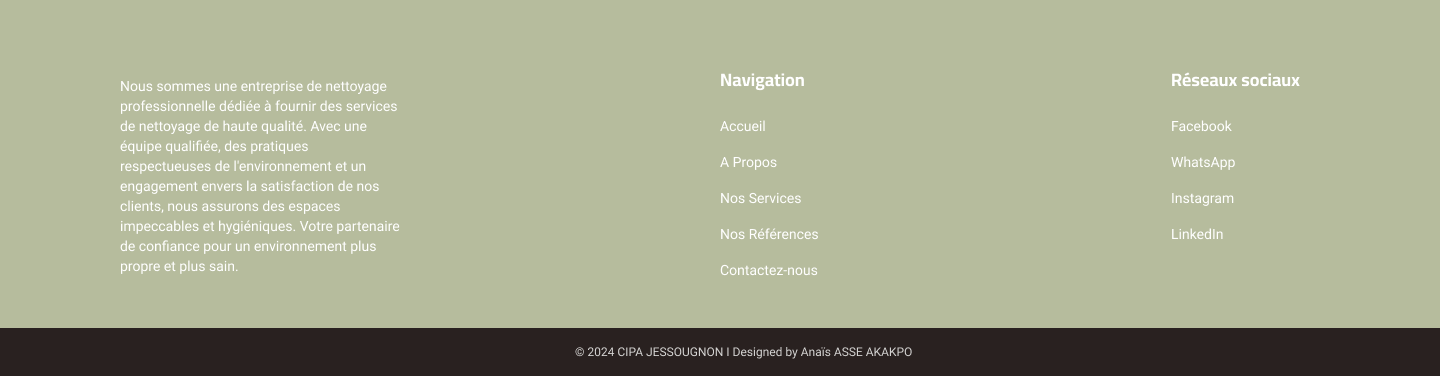 Nous sommes une entreprise de nettoyage
professionnelle dédiée à fournir des services
de nettoyage de haute qualité. Avec une
équipe qualifiée, des pratiques
respectueuses de l'environnement et un
engagement envers la satisfaction de nos
clients, nous assurons des espaces
impeccables et hygiéniques. Votre partenaire
de confiance pour un environnement plus
propre et plus sain.
Navigation
Accueil
A Propos
Nos Services
Nos Références
Contactez-nous
Réseaux sociaux
Facebook
WhatsApp
Instagram
LinkedIn
© 2024 CIPA JESSOUGNON I Designed by Anaïs ASSE AKAKPO